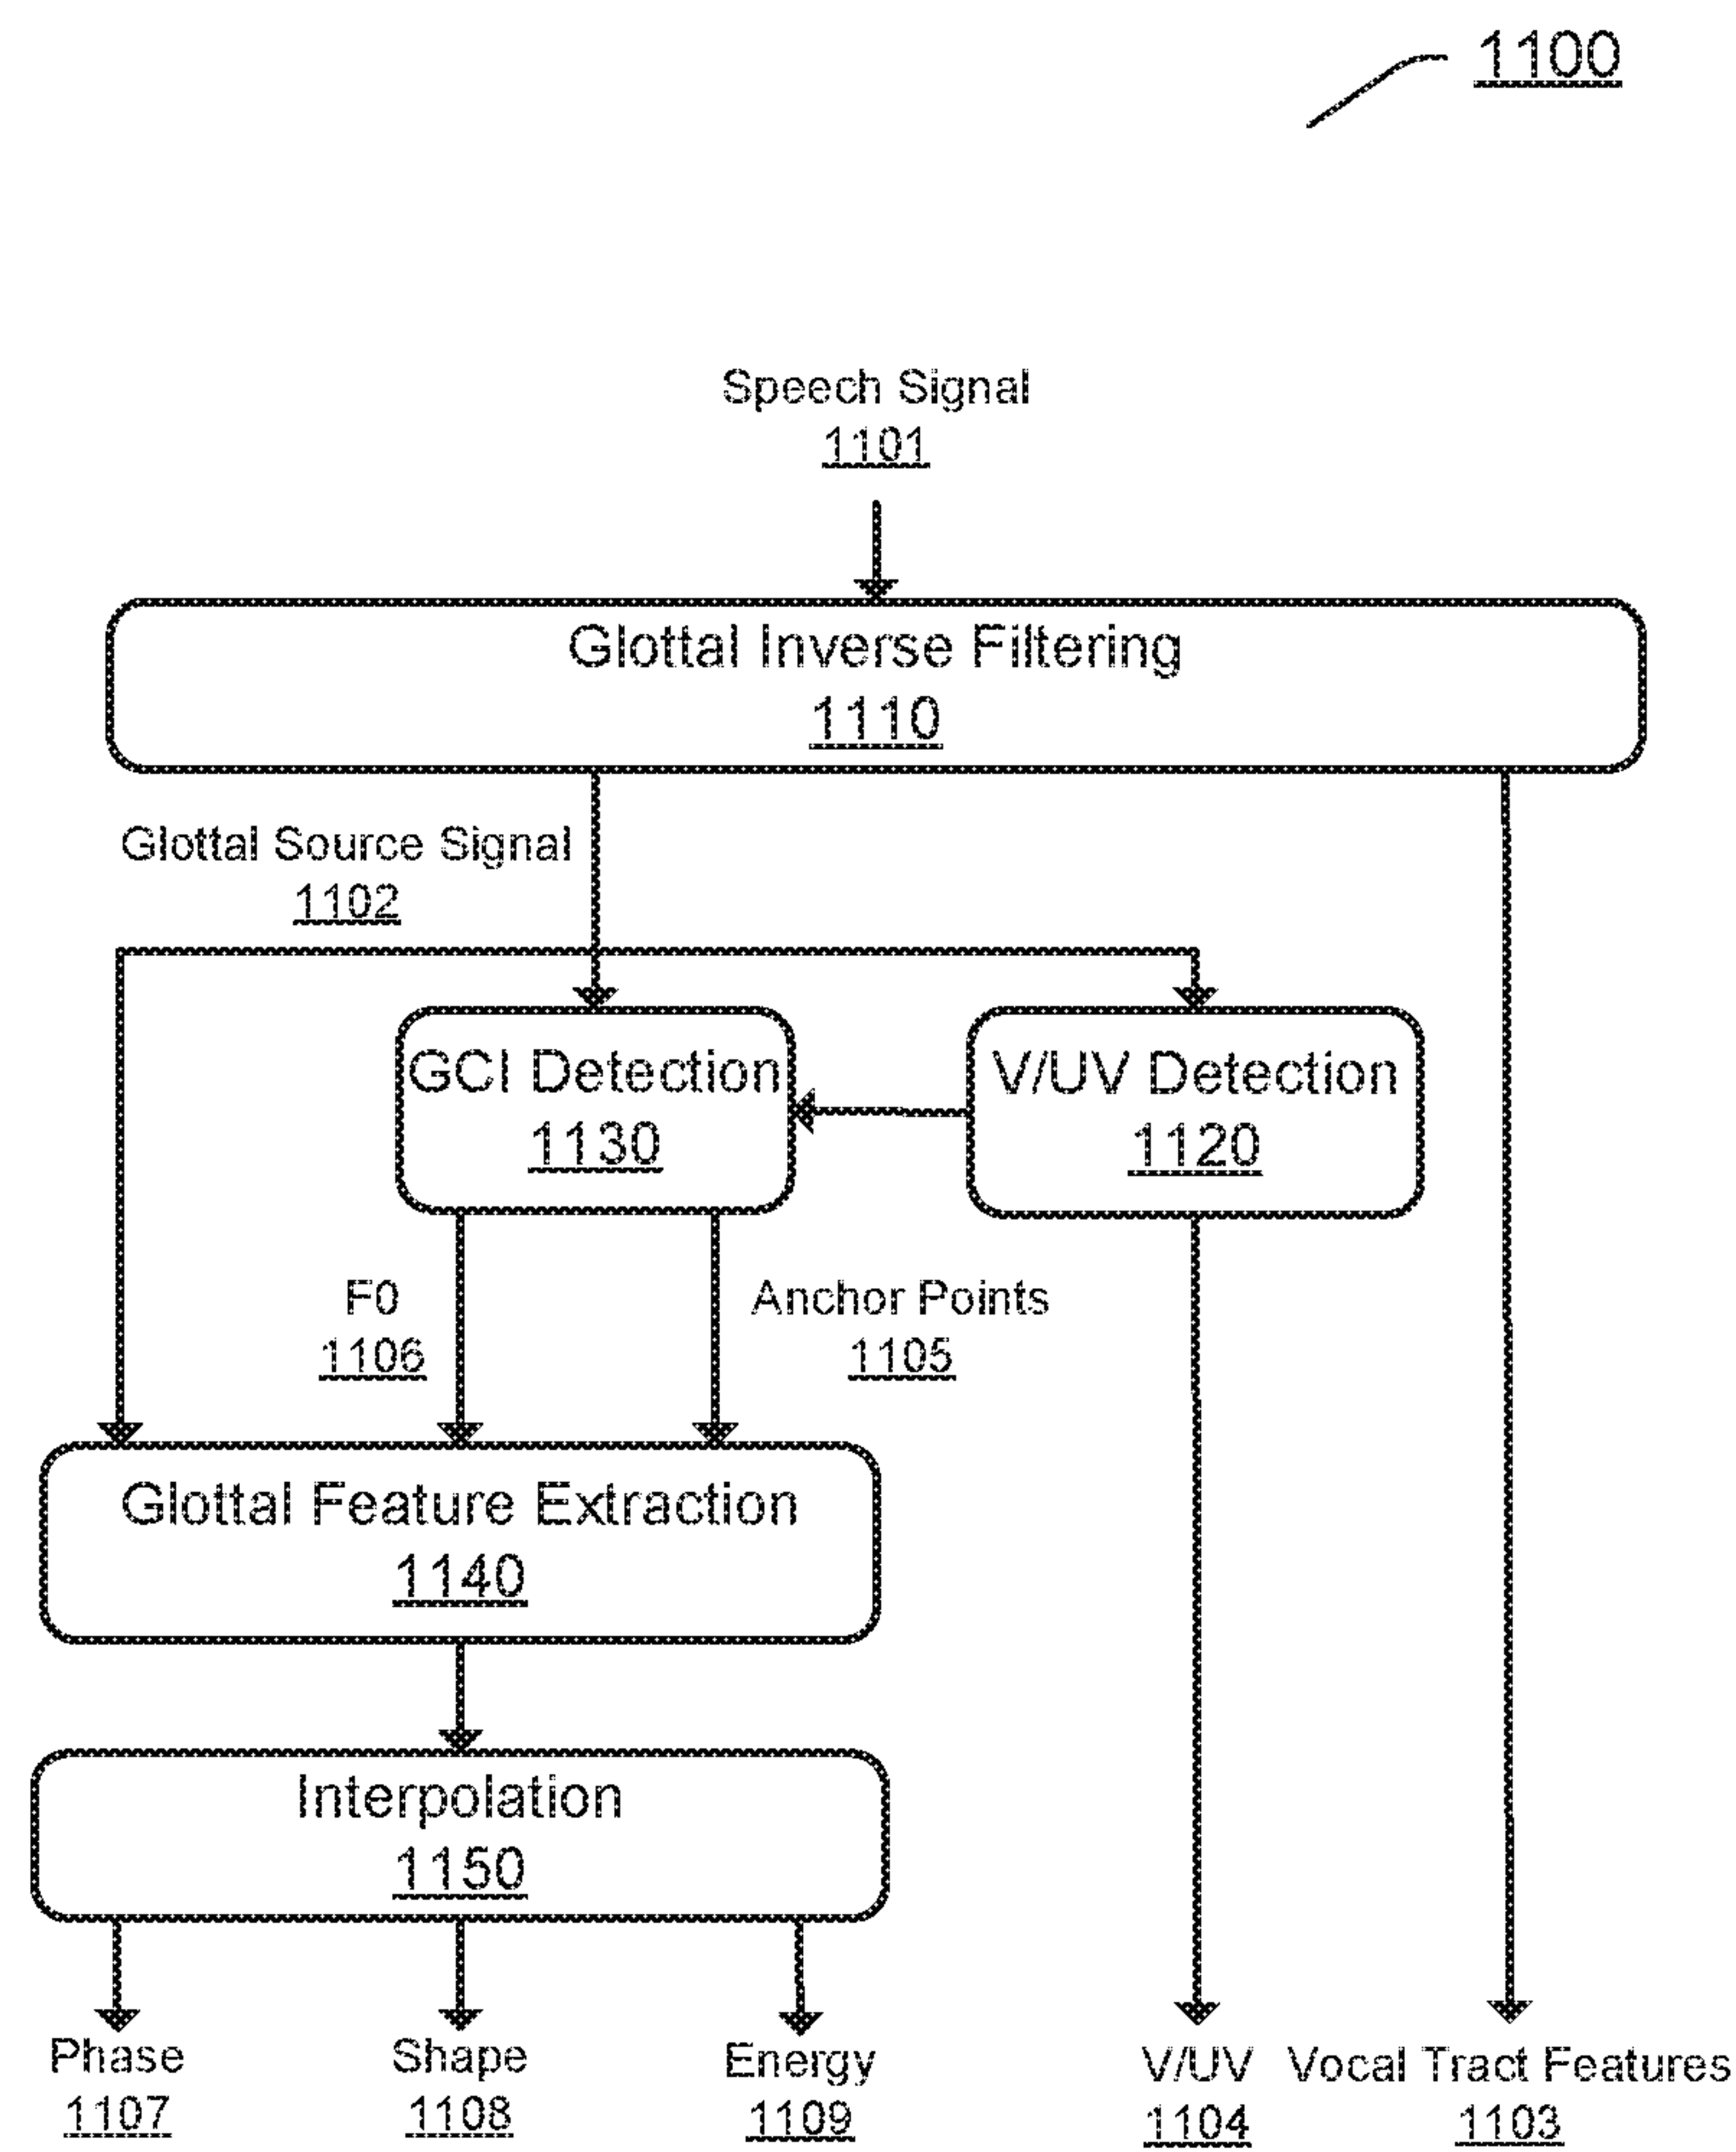 1100
Speech Signal
1101
Glottal Inverse Filtering
1110
Glottal Source Signal
1102
GCI Detection
1130
V/UV Detection
1120
F0
1106
Anchor Points
1105
Glottal Feature Extraction
1140
Interpolation
1150
Phase
1107
Shape
1108
Energy
1109
V/UV
1104
Vocal Tract Features
1103